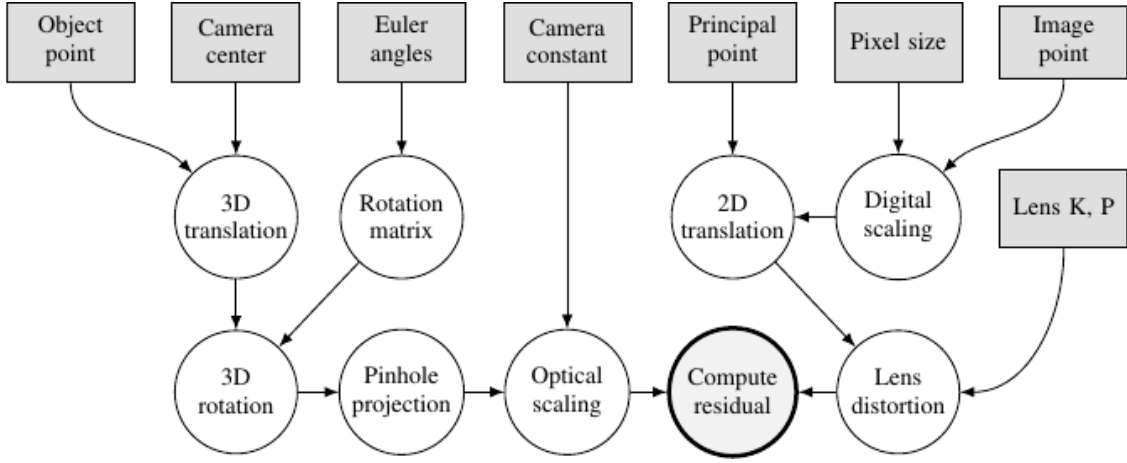 Object
point
Camera
center
Euler
angles
Camera
constant
Principal
point
Pixel size
Image
point
3D
translation
Rotation
matrix
2D
translation
Digital
scaling
Lens K, P
3D
rotation
Pinhole
projection
Optical
scaling
Compute
residual
Lens
distortion